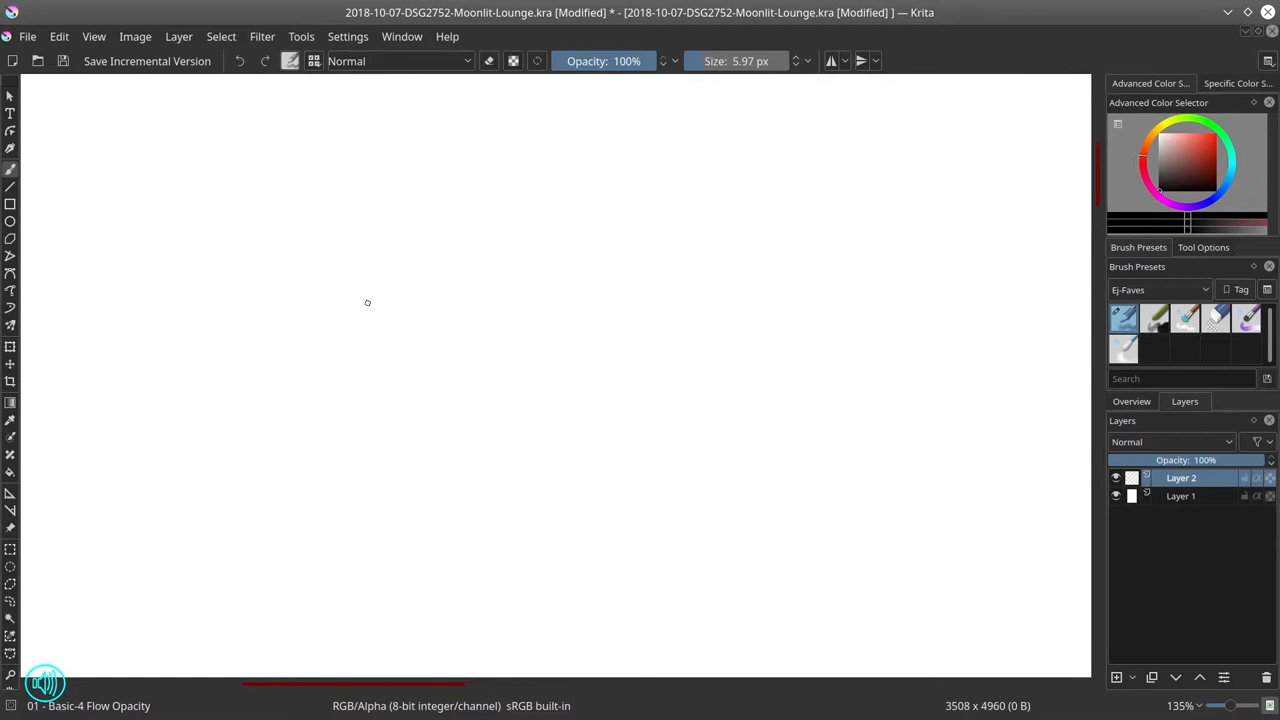 2018-10-07-DSG2752-Moonlit-Lounge.kra [Modified] * - [2018-10-07-DSG2752-Moonlit-Lounge.kra [Modified] ] — Krita
File Edit View Image Layer Select Filter Tools Settings Window Help
Save Incremental Version Normal Opacity: 100% Size: 5.97 px
Advanced Color S... Specific Color S...
Advanced Color Selector
Brush Presets Tool Options
Brush Presets
Ej-Faves Tag
Search
Overview Layers
Layers
Normal
Opacity: 100%
Layer 2
Layer 1
01 - Basic-4 Flow Opacity RGB/Alpha (8-bit integer/channel) sRGB built-in 3508 x 4960 (0 B) 135%